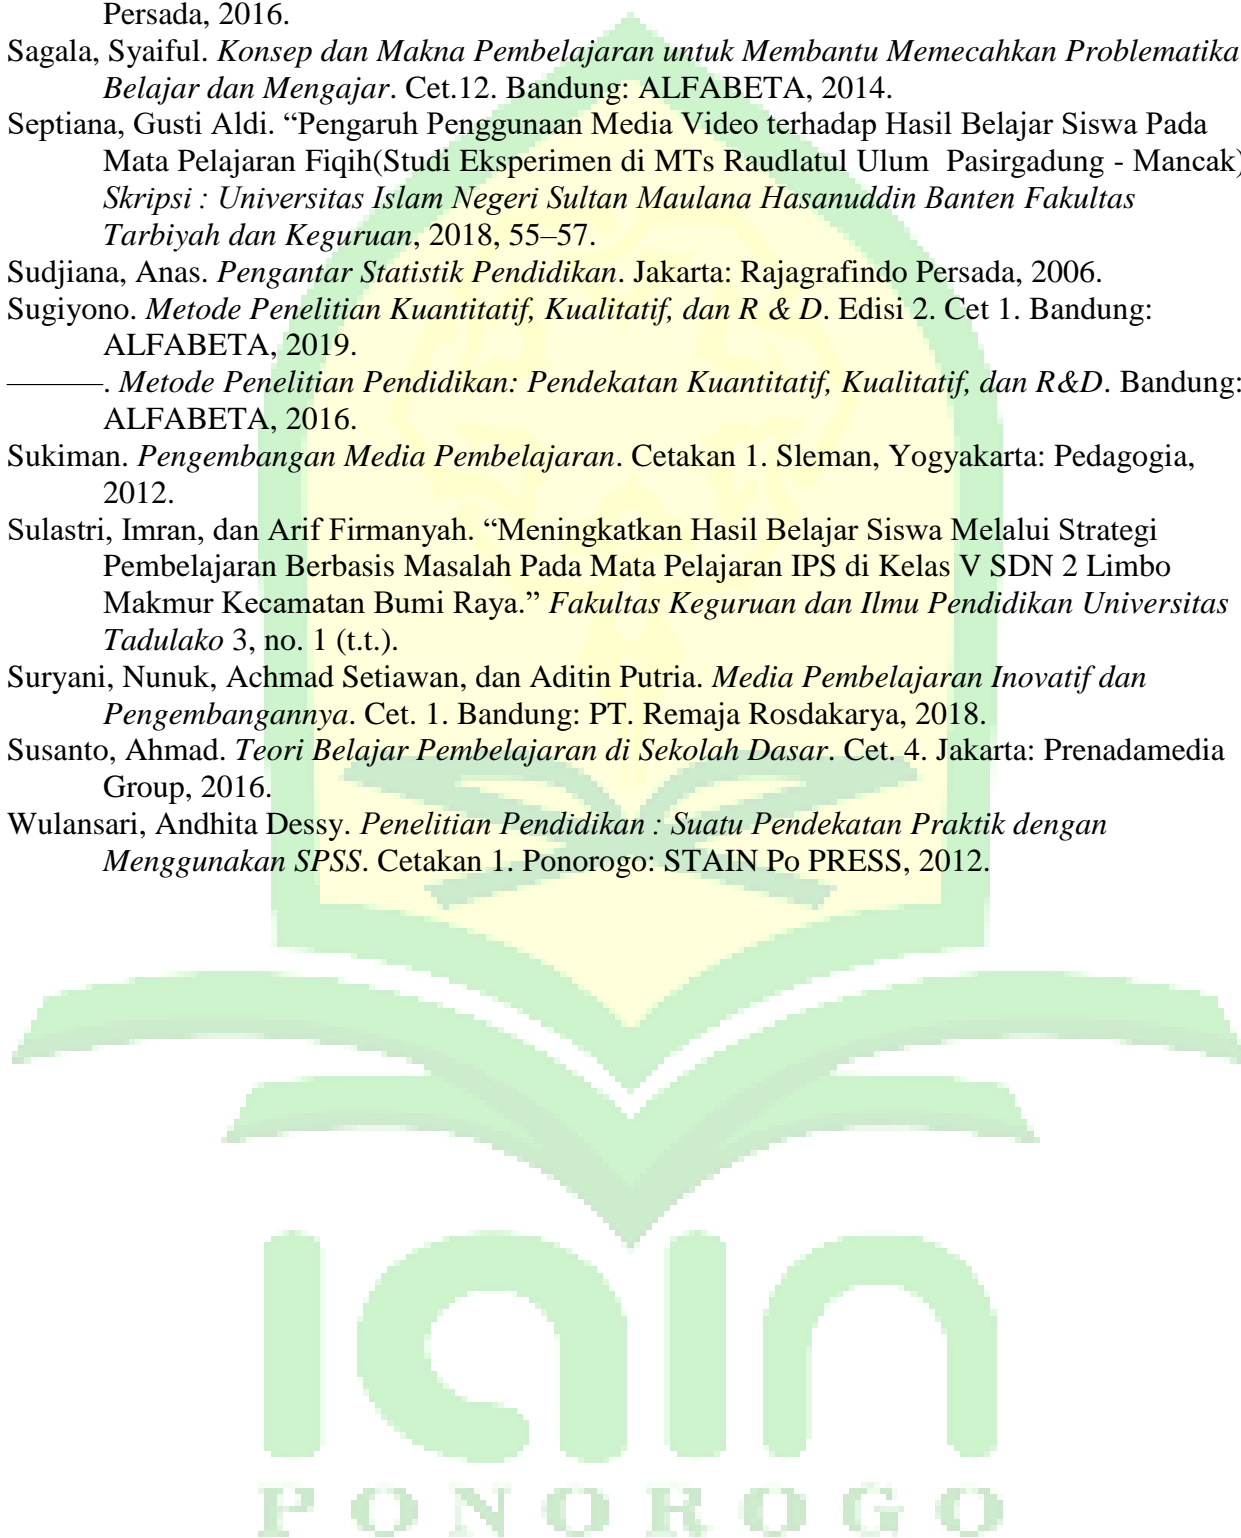 Persada, 2016.
Sagala, Syaiful. Konsep dan Makna Pembelajaran untuk Membantu Memecahkan Problematika
Belajar dan Mengajar. Cet.12. Bandung: ALFABETA, 2014.
Septiana, Gusti Aldi. “Pengaruh Penggunaan Media Video terhadap Hasil Belajar Siswa Pada
Mata Pelajaran Fiqih(Studi Eksperimen di MTs Raudlatul Ulum  Pasirgadung - Mancak)
Skripsi : Universitas Islam Negeri Sultan Maulana Hasanuddin Banten Fakultas
Tarbiyah dan Keguruan, 2018, 55–57.
Sudjiana, Anas. Pengantar Statistik Pendidikan. Jakarta: Rajagrafindo Persada, 2006.
Sugiyono. Metode Penelitian Kuantitatif, Kualitatif, dan R & D. Edisi 2. Cet 1. Bandung:
ALFABETA, 2019.
———. Metode Penelitian Pendidikan: Pendekatan Kuantitatif, Kualitatif, dan R&D. Bandung:
ALFABETA, 2016.
Sukiman. Pengembangan Media Pembelajaran. Cetakan 1. Sleman, Yogyakarta: Pedagogia,
2012.
Sulastri, Imran, dan Arif Firmanyah. “Meningkatkan Hasil Belajar Siswa Melalui Strategi
Pembelajaran Berbasis Masalah Pada Mata Pelajaran IPS di Kelas V SDN 2 Limbo
Makmur Kecamatan Bumi Raya.” Fakultas Keguruan dan Ilmu Pendidikan Universitas
Tadulako 3, no. 1 (t.t.).
Suryani, Nunuk, Achmad Setiawan, dan Aditin Putria. Media Pembelajaran Inovatif dan
Pengembangannya. Cet. 1. Bandung: PT. Remaja Rosdakarya, 2018.
Susanto, Ahmad. Teori Belajar Pembelajaran di Sekolah Dasar. Cet. 4. Jakarta: Prenadamedia
Group, 2016.
Wulansari, Andhita Dessy. Penelitian Pendidikan : Suatu Pendekatan Praktik dengan
Menggunakan SPSS. Cetakan 1. Ponorogo: STAIN Po PRESS, 2012.
IAIN
PONOROGO